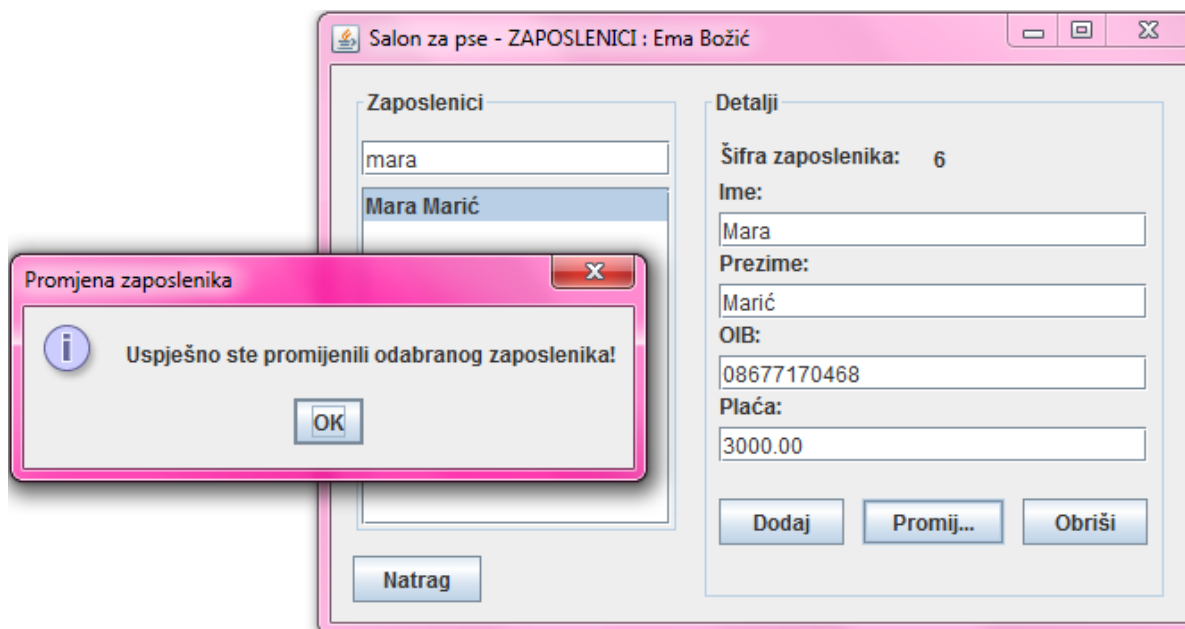 Salon za pse - ZAPOSLENICI : Ema Božić
Zaposlenici
mara
Mara Marić
Natrag
Detalji
Šifra zaposlenika: 6
Ime:
Mara
Prezime:
Marić
OIB:
08677170468
Plaća:
3000.00
Dodaj Promij... Obriši
Promjena zaposlenika
Uspješno ste promijenili odabranog zaposlenika!
OK